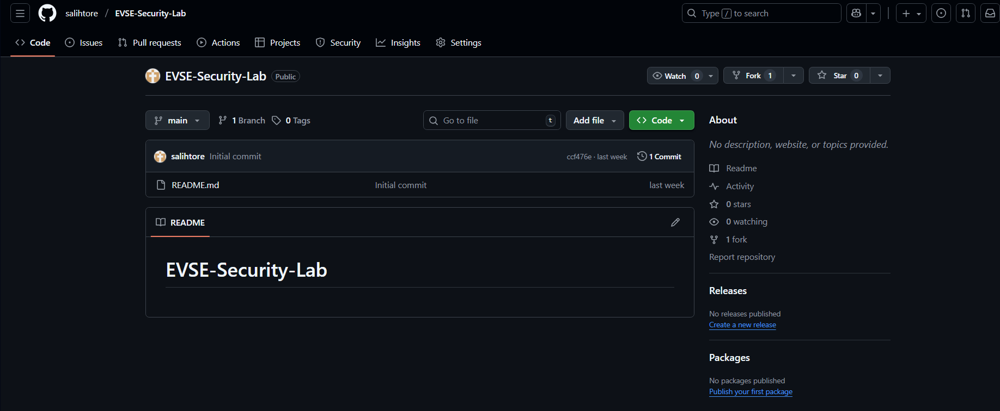 salihtore / EVSE-Security-Lab
Type / to search
Code Issues Pull requests Actions Projects Security Insights Settings
EVSE-Security-Lab Public
Watch 0 Fork 1 Star 0
main 1 Branch 0 Tags Go to file t Add file Code
salihtore Initial commit ccf476e · last week 1 Commit
README.md Initial commit last week
README
EVSE-Security-Lab
About
No description, website, or topics provided.
Readme
Activity
0 stars
0 watching
1 fork
Report repository
Releases
No releases published
Create a new release
Packages
No packages published
Publish your first package